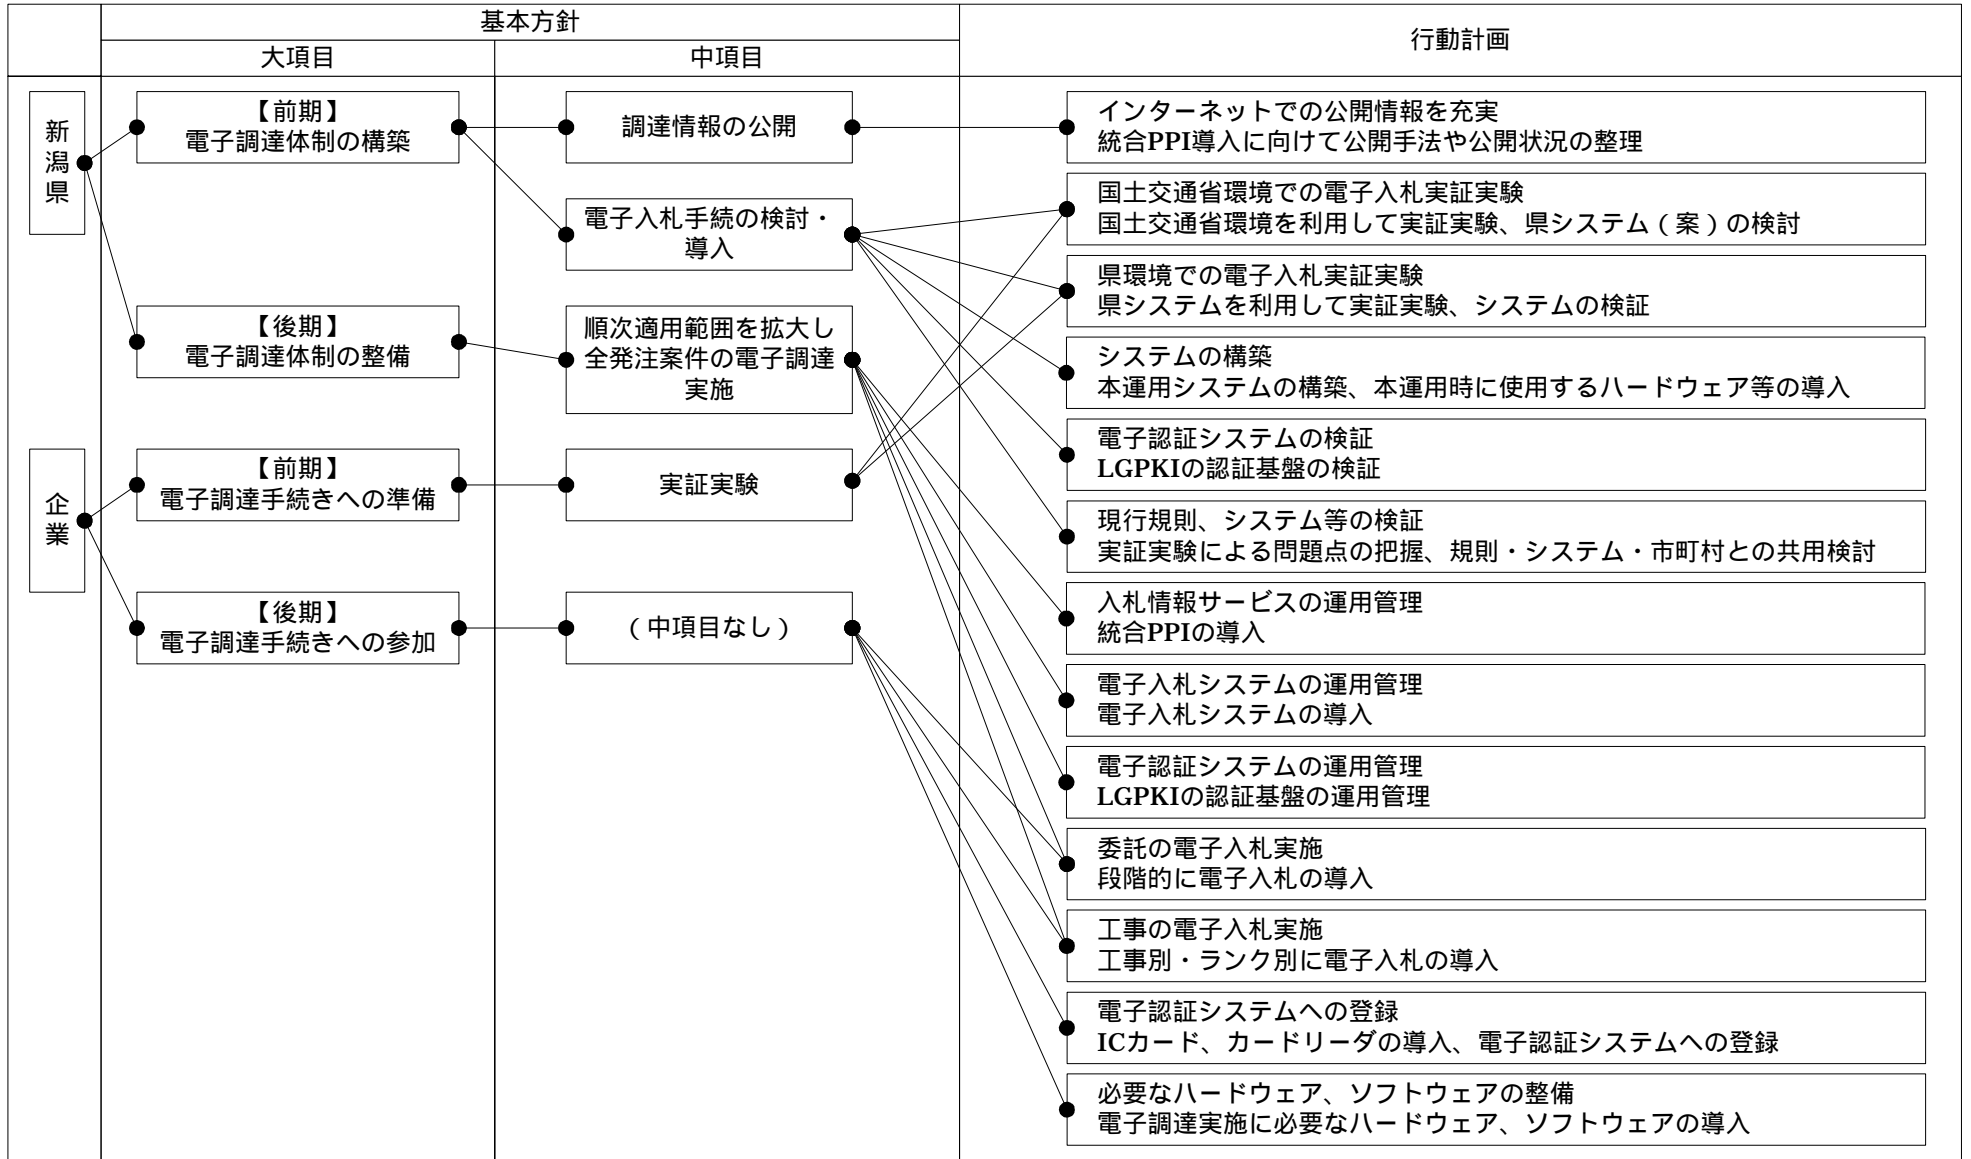 基本方針
行動計画
大項目
中項目
新潟県
【前期】
電子調達体制の構築
調達情報の公開
電子入札手続の検討・
導入
【後期】
電子調達体制の整備
順次適用範囲を拡大し
全発注案件の電子調達
実施
企業
【前期】
電子調達手続きへの準備
実証実験
【後期】
電子調達手続きへの参加
（中項目なし）
インターネットでの公開情報を充実
統合PPI導入に向けて公開手法や公開状況の整理
国土交通省環境での電子入札実証実験
国土交通省環境を利用して実証実験、県システム（案）の検討
県環境での電子入札実証実験
県システムを利用して実証実験、システムの検証
システムの構築
本運用システムの構築、本運用時に使用するハードウェア等の導入
電子認証システムの検証
LGPKIの認証基盤の検証
現行規則、システム等の検証
実証実験による問題点の把握、規則・システム・市町村との共用検討
入札情報サービスの運用管理
統合PPIの導入
電子入札システムの運用管理
電子入札システムの導入
電子認証システムの運用管理
LGPKIの認証基盤の運用管理
委託の電子入札実施
段階的に電子入札の導入
工事の電子入札実施
工事別・ランク別に電子入札の導入
電子認証システムへの登録
ICカード、カードリーダの導入、電子認証システムへの登録
必要なハードウェア、ソフトウェアの整備
電子調達実施に必要なハードウェア、ソフトウェアの導入